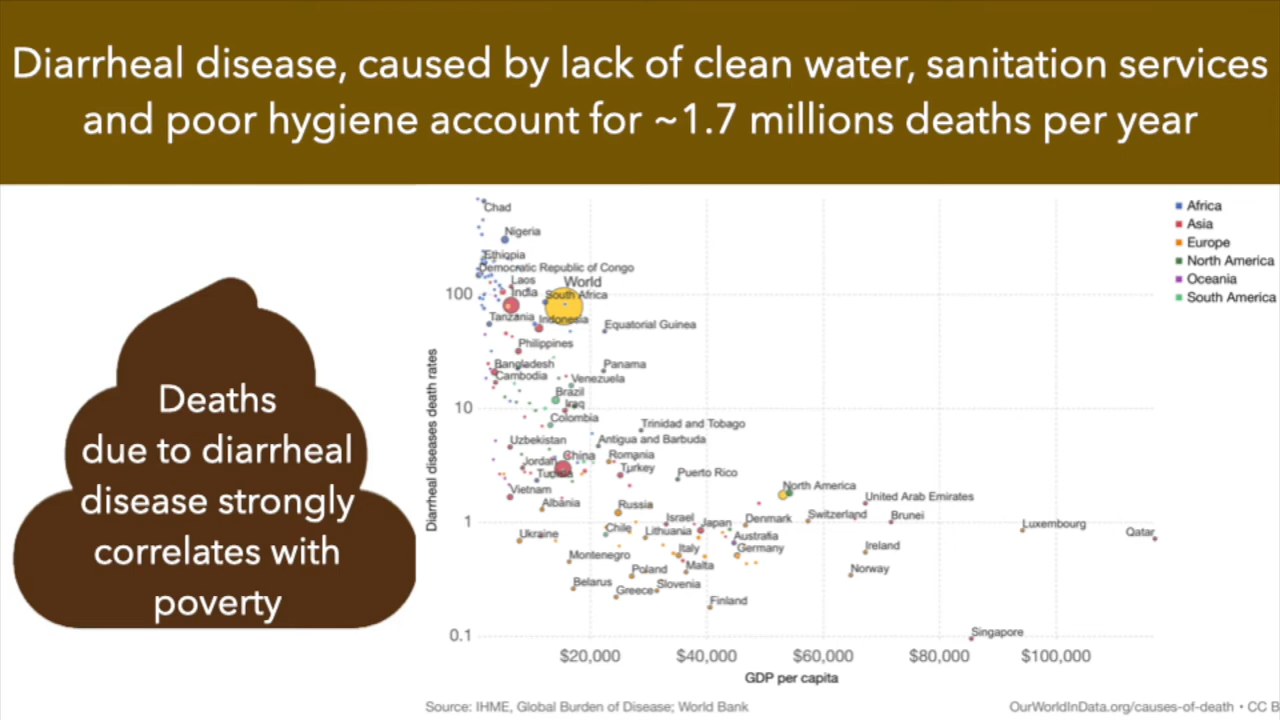 Diarrheal disease, caused by lack of clean water, sanitation services
and poor hygiene account for ~1.7 millions deaths per year
Deaths
due to diarrheal
disease strongly
correlates with
poverty
Diarrheal diseases death rates
100
10
1
0.1
Chad
Nigeria
Ethiopia
Democratic Republic of Congo
Laos
World
India
South Africa
Tanzania
Indonesia
Equatorial Guinea
Philippines
Bangladesh
Panama
Cambodia
Venezuela
Brazil
Iraq
Colombia
Trinidad and Tobago
Uzbekistan
Antigua and Barbuda
China
Romania
Jordan
Turkey
Tunisia
Puerto Rico
Vietnam
North America
Albania
United Arab Emirates
Russia
Switzerland
Brunei
Israel
Japan
Denmark
Luxembourg
Chile
Lithuania
Ukraine
Australia
Qatar
Italy
Germany
Ireland
Montenegro
Malta
Poland
Norway
Belarus
Slovenia
Greece
Finland
Singapore
$20,000
$40,000
$60,000
$80,000
$100,000
GDP per capita
Africa
Asia
Europe
North America
Oceania
South America
Source: IHME, Global Burden of Disease; World Bank
OurWorldInData.org/causes-of-death • CC B